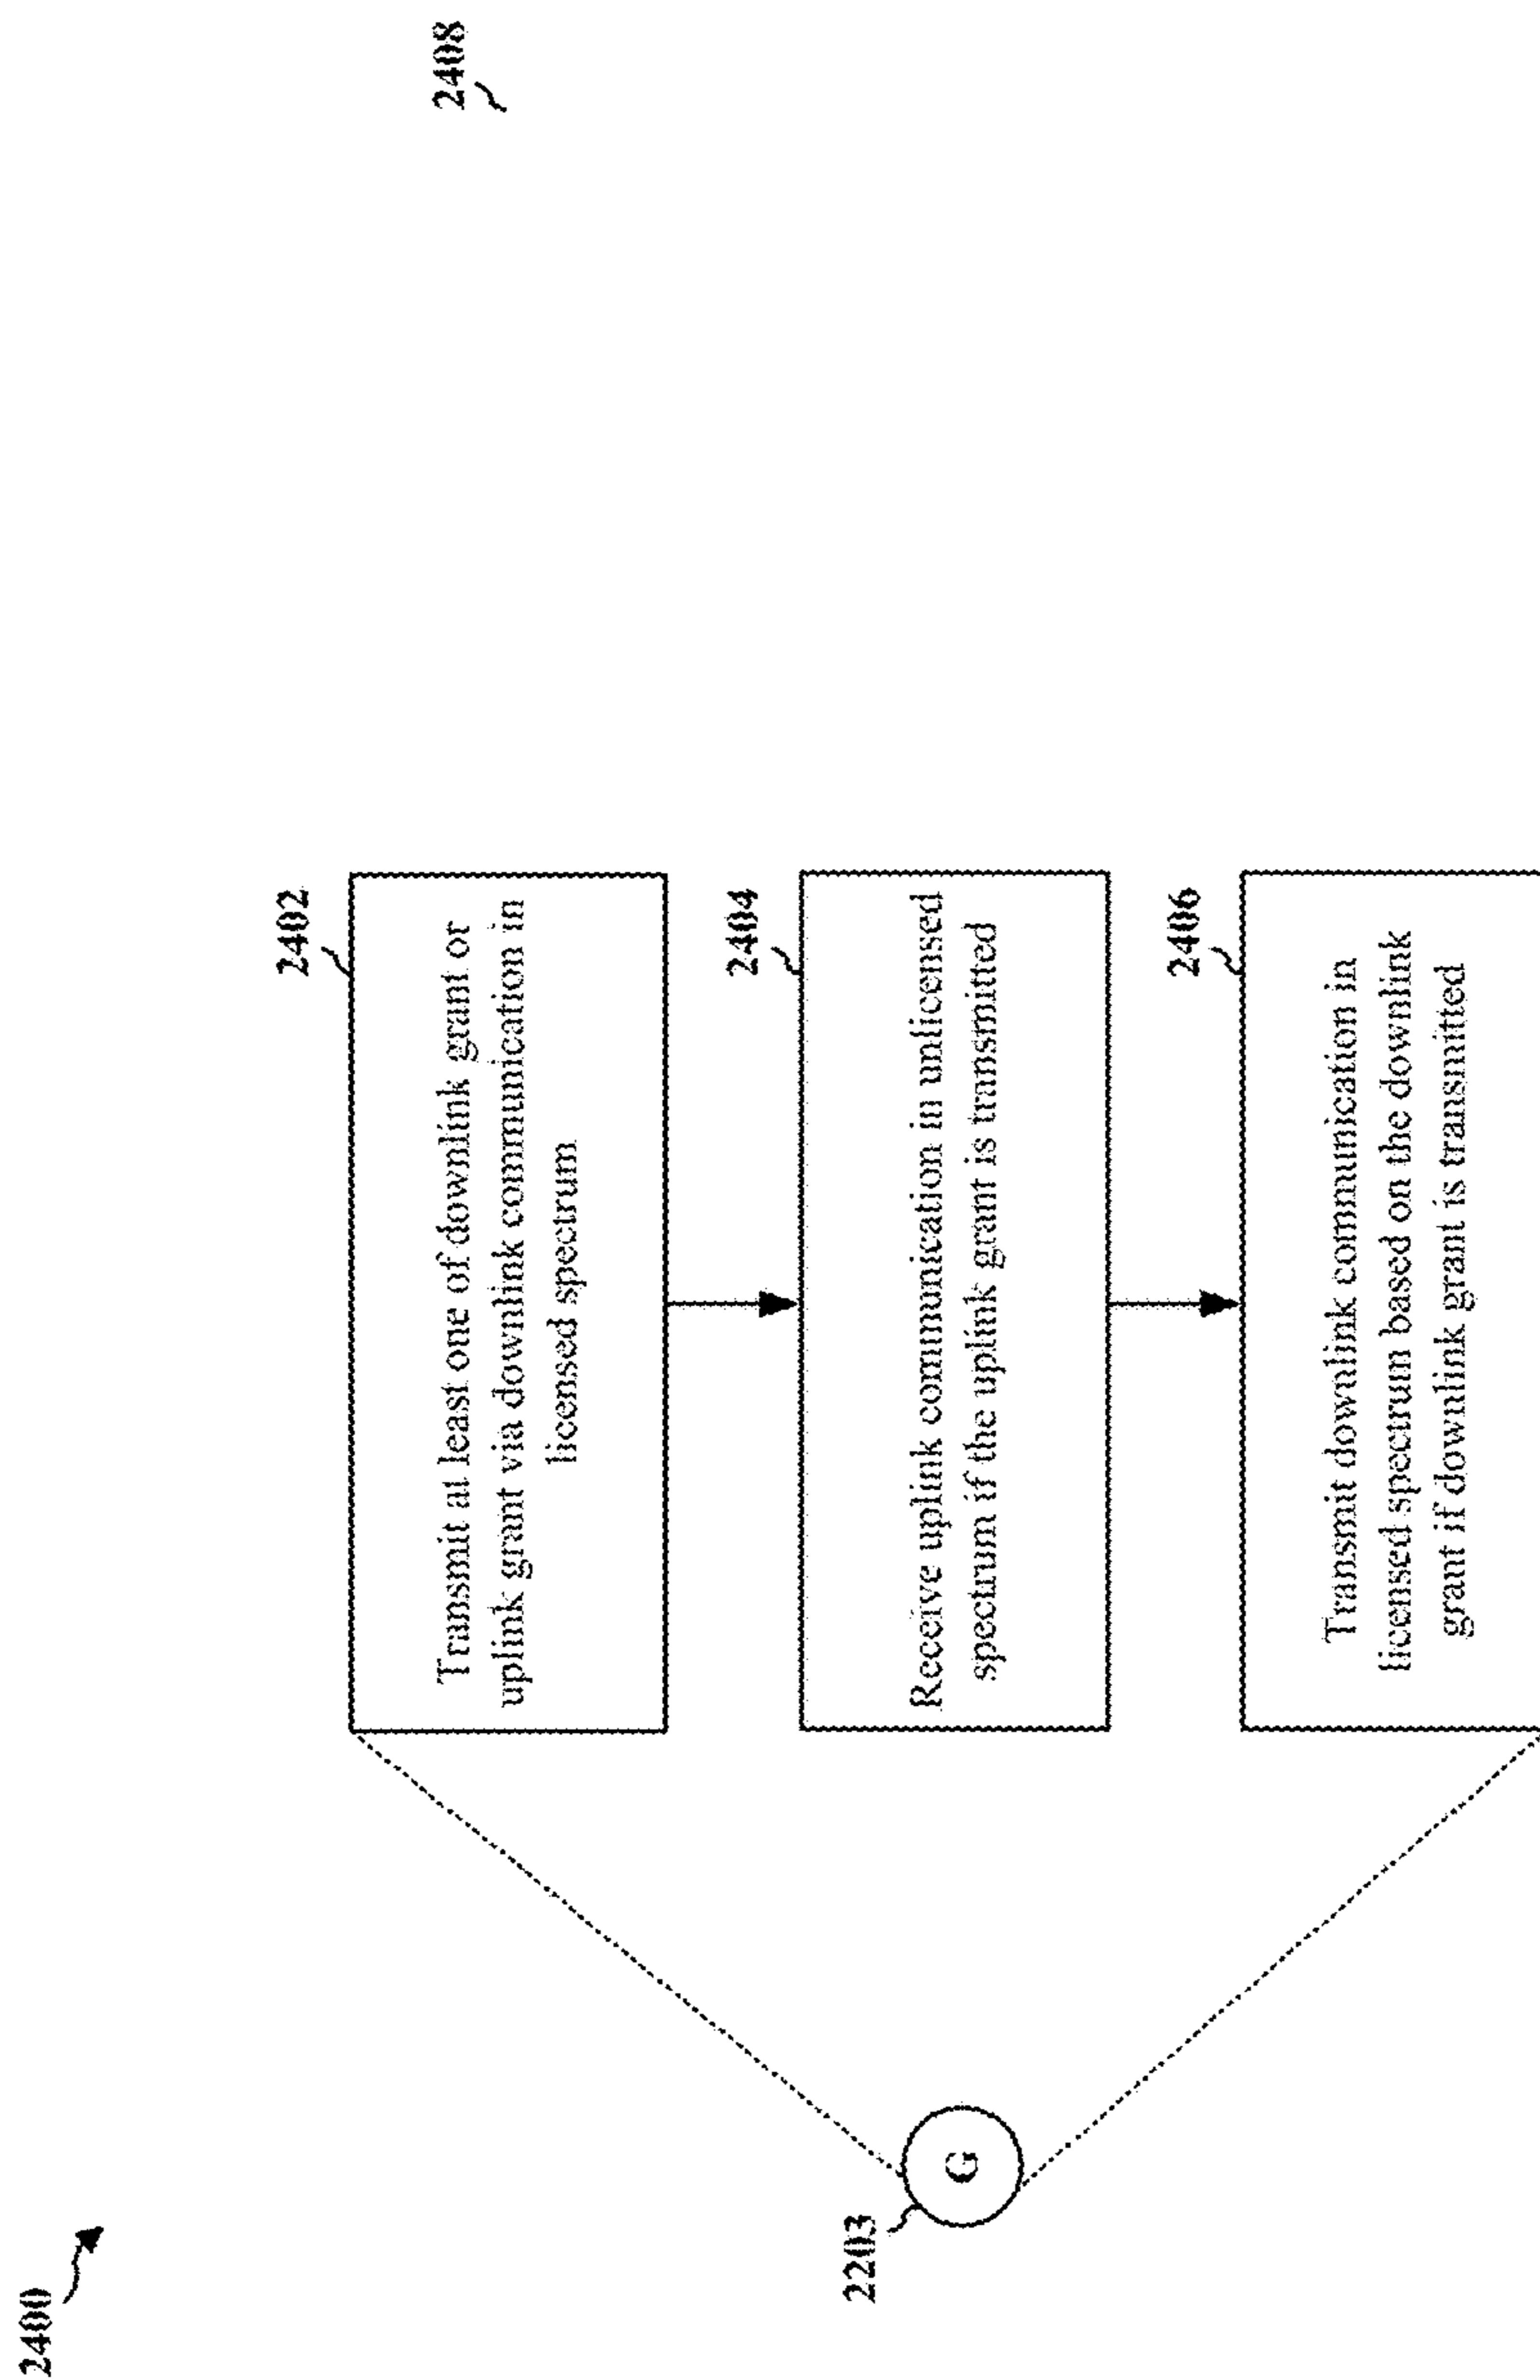 2400
2402
Transmit at least one of downlink grant or
uplink grant via downlink communication in
licensed spectrum
2404
Receive uplink communication in unlicensed
spectrum if the uplink grant is transmitted
2406
Transmit downlink communication in
licensed spectrum based on the downlink
grant if downlink grant is transmitted
2203
G
2408